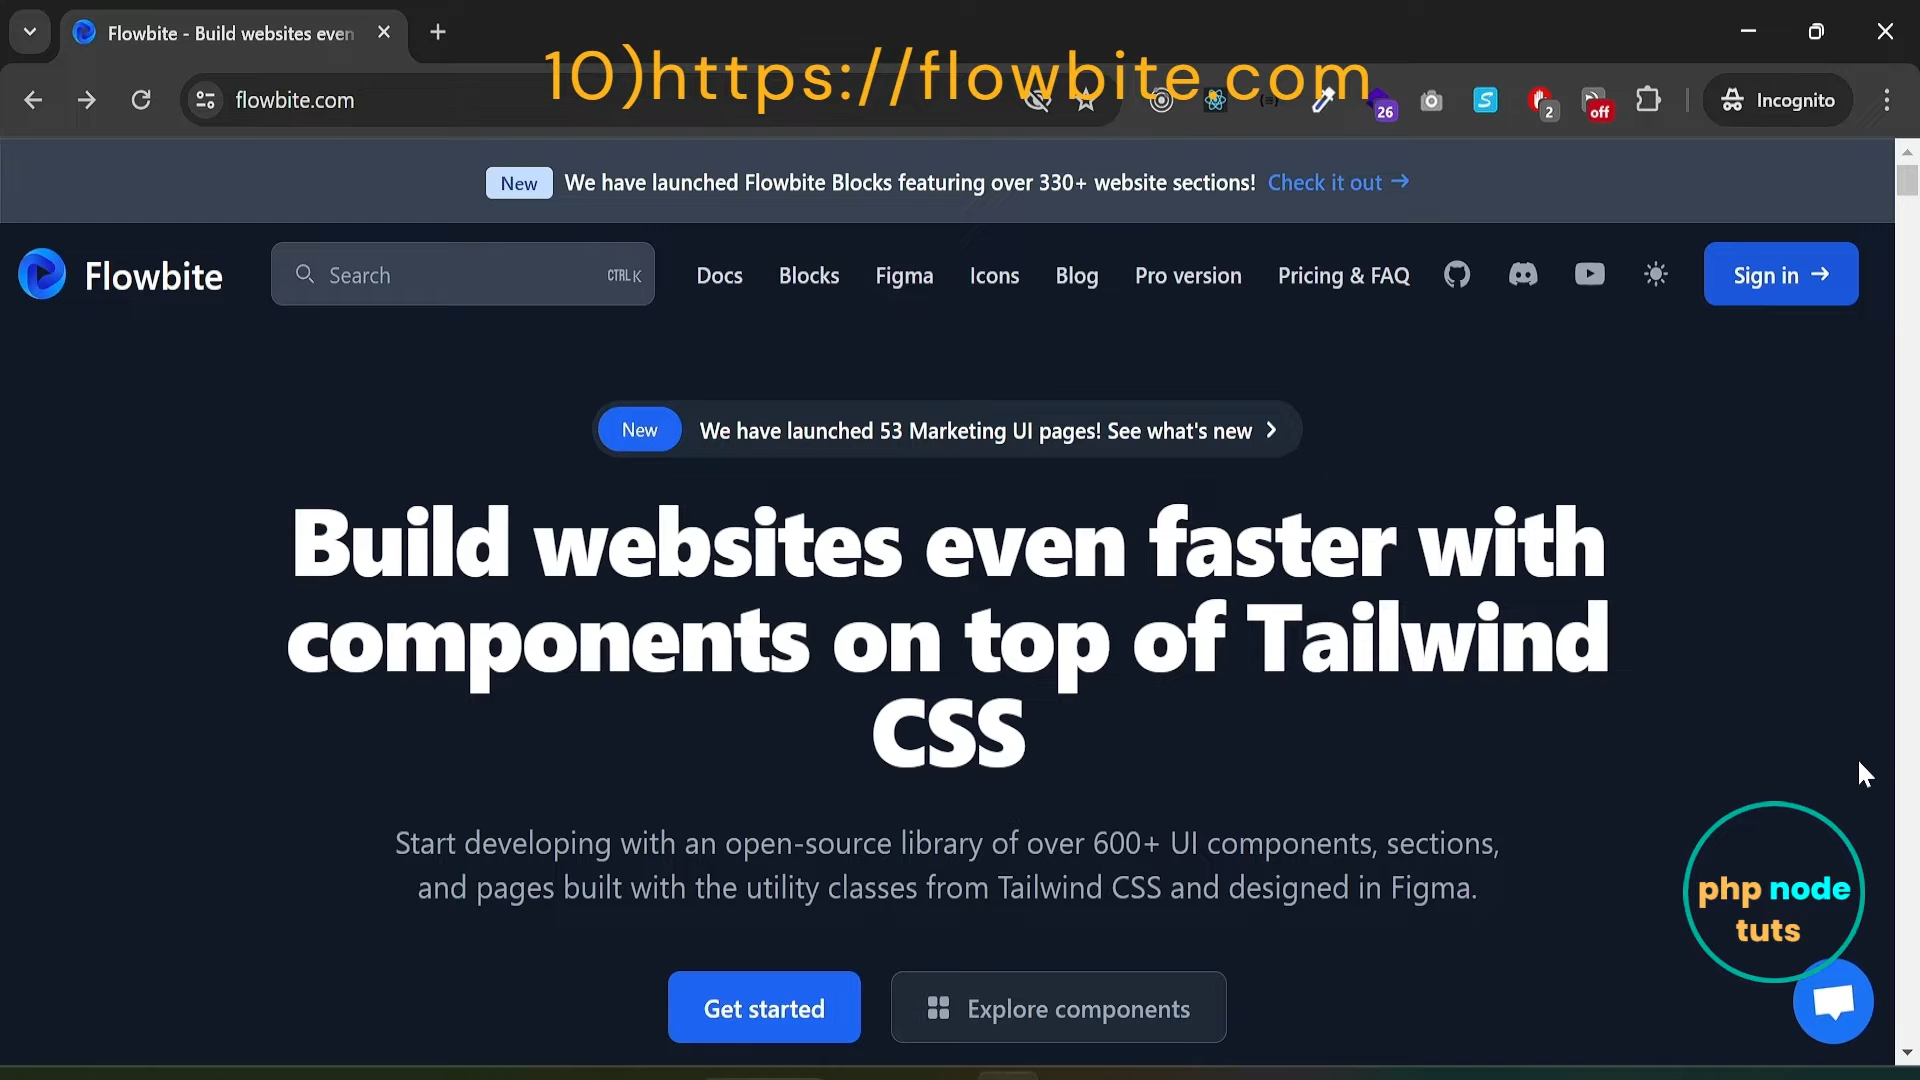 Flowbite - Build websites even
10)https://flowbite.com
flowbite.com
26
2
off
Incognito
New We have launched Flowbite Blocks featuring over 330+ website sections! Check it out →
Flowbite
Search CTRL K
Docs Blocks Figma Icons Blog Pro version Pricing & FAQ
Sign in →
New We have launched 53 Marketing UI pages! See what's new
Build websites even faster with
components on top of Tailwind
CSS
Start developing with an open-source library of over 600+ UI components, sections,
and pages built with the utility classes from Tailwind CSS and designed in Figma.
php node
tuts
Get started Explore components